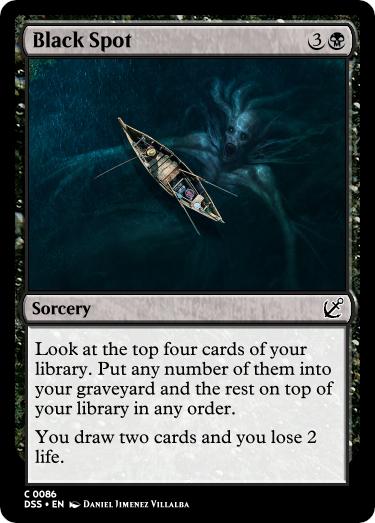 Black Spot 3
Sorcery
Look at the top four cards of your
library. Put any number of them into
your graveyard and the rest on top of
your library in any order.
You draw two cards and you lose 2
life.
C 0086
DSS • EN Daniel Jimenez Villalba